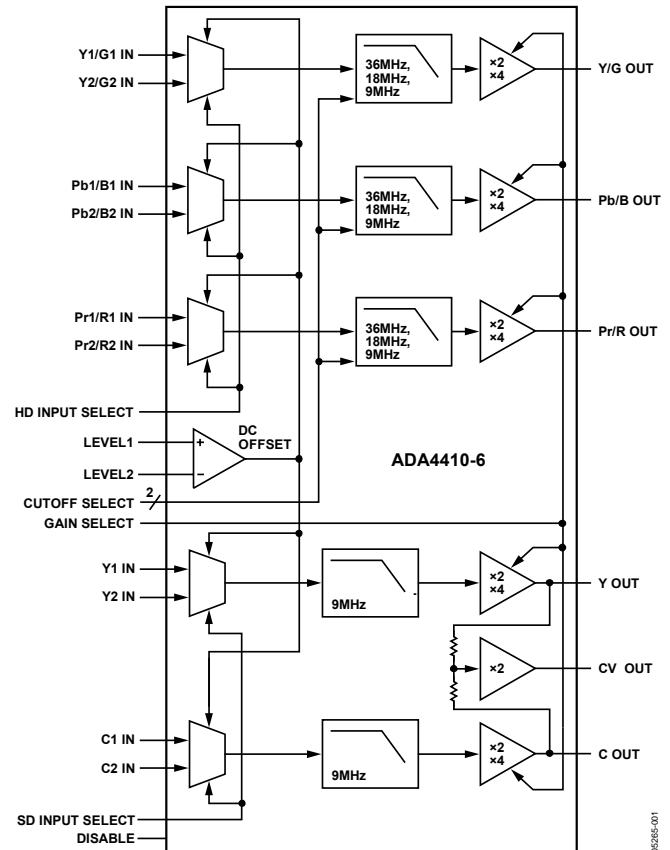 Y1/G1 IN
Y2/G2 IN
36MHz,
18MHz,
9MHz
×2
×4
Y/G OUT
Pb1/B1 IN
Pb2/B2 IN
36MHz,
18MHz,
9MHz
×2
×4
Pb/B OUT
Pr1/R1 IN
Pr2/R2 IN
36MHz,
18MHz,
9MHz
×2
×4
Pr/R OUT
HD INPUT SELECT
LEVEL1
LEVEL2
+
−
DC
OFFSET
ADA4410-6
CUTOFF SELECT
2
GAIN SELECT
Y1 IN
Y2 IN
9MHz
×2
×4
Y OUT
×2
CV OUT
C1 IN
C2 IN
9MHz
×2
×4
C OUT
SD INPUT SELECT
DISABLE
05265-001